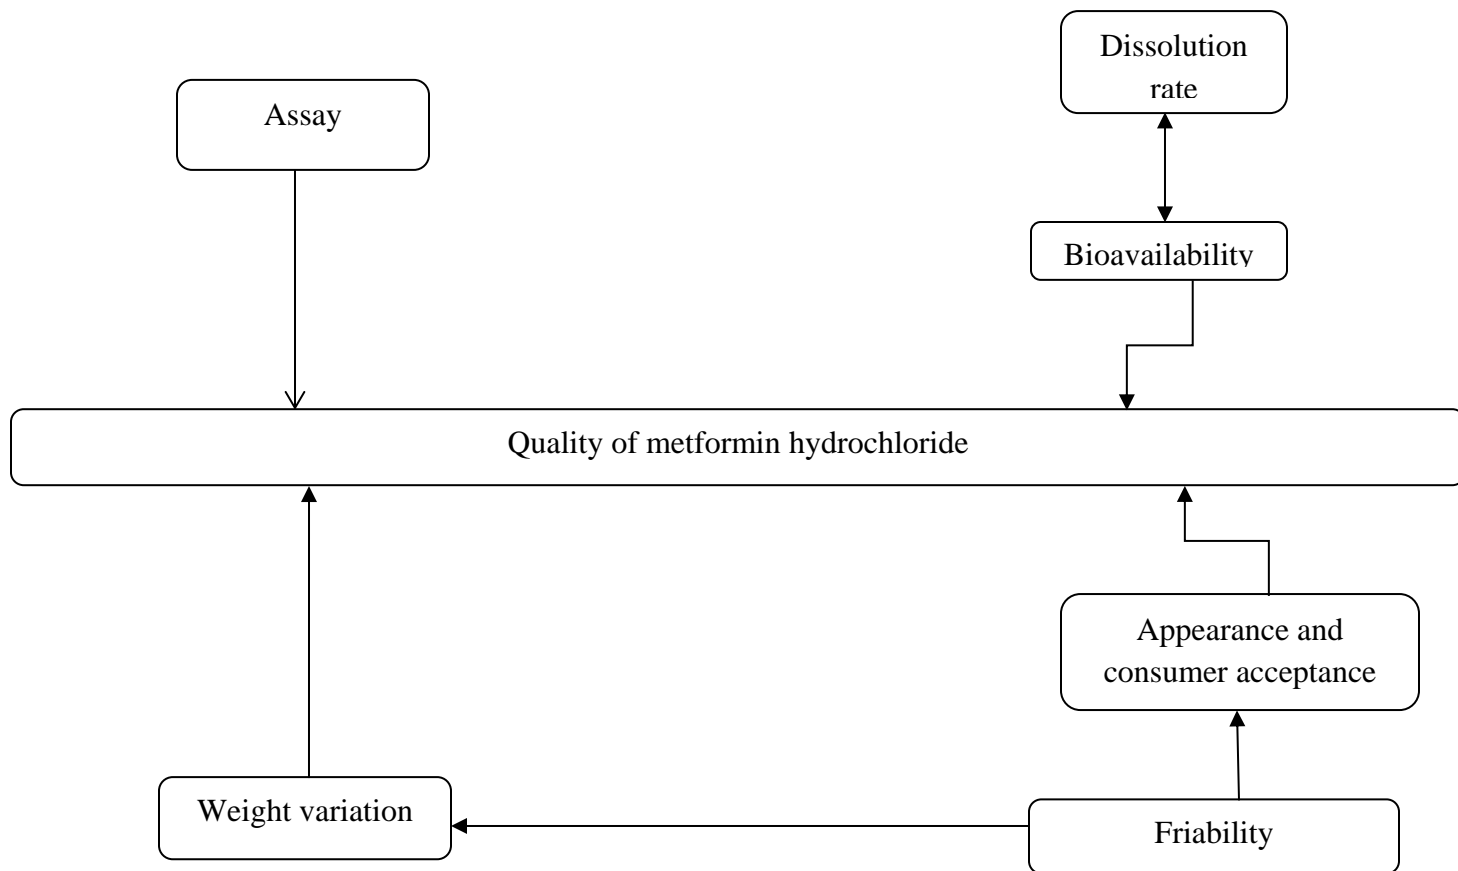 Dissolution
rate
Assay
Bioavailability
Quality of metformin hydrochloride
Appearance and
consumer acceptance
Weight variation
Friability